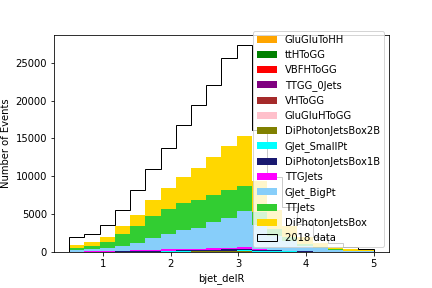 GluGluToHH
ttHToGG
VBFHToGG
TTGG_0Jets
VHToGG
GluGluHToGG
DiPhotonJetsBox2B
GJet_SmallPt
DiPhotonJetsBox1B
TTGJets
GJet_BigPt
TTJets
DiPhotonJetsBox
2018 data
Number of Events
25000
20000
15000
10000
5000
0
1 2 3 4 5
bjet_delR